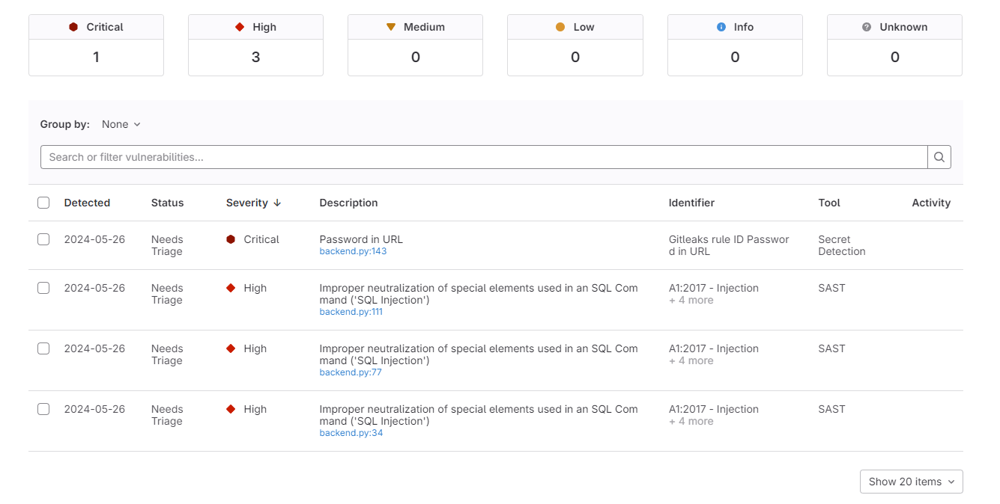 Critical High Medium Low Info Unknown
1 3 0 0 0 0
Group by: None
Search or filter vulnerabilities...
Detected Status Severity Description Identifier Tool Activity
2024-05-26 Needs Critical Password in URL Gitleaks rule ID Passwor Secret
Triage backend.py:143 d in URL Detection
2024-05-26 Needs High Improper neutralization of special elements used in an SQL Com A1:2017 - Injection SAST
Triage mand ('SQL Injection') + 4 more
backend.py:111
2024-05-26 Needs High Improper neutralization of special elements used in an SQL Com A1:2017 - Injection SAST
Triage mand ('SQL Injection') + 4 more
backend.py:77
2024-05-26 Needs High Improper neutralization of special elements used in an SQL Com A1:2017 - Injection SAST
Triage mand ('SQL Injection') + 4 more
backend.py:34
Show 20 items